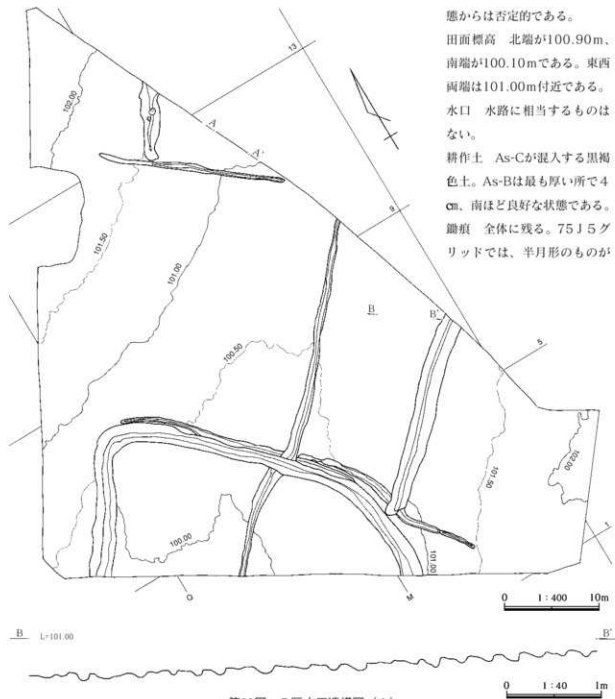 態からは否定的である。
田面標高 北端が100.90m、
南端が100.10mである。東西
両端は101.00m付近である。
水口 水路に相当するものは
ない。
耕作土 As-Cが混入する黒褐
色土。As-Bは最も厚い所で4
cm、南ほど良好な状態である。
鋤痕 全体に残る。75J5グ
リッドでは、半月形のものが
13
102.00
A
A'
9
101.50
101.00
B
B'
5
100.50
102.00
101.50
1
100.00
101.00
Q
M
0 1:400 10m
B L=101.00 B'
0 1:40 1m